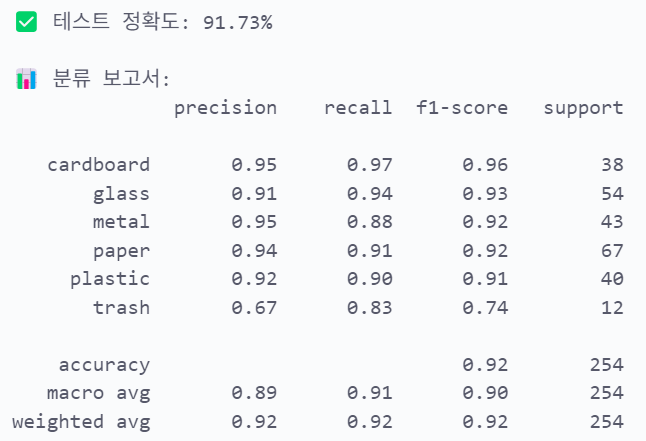 ✅ 테스트 정확도: 91.73%
📊 분류 보고서:
precision recall f1-score support
cardboard 0.95 0.97 0.96 38
glass 0.91 0.94 0.93 54
metal 0.95 0.88 0.92 43
paper 0.94 0.91 0.92 67
plastic 0.92 0.90 0.91 40
trash 0.67 0.83 0.74 12
accuracy 0.92 254
macro avg 0.89 0.91 0.90 254
weighted avg 0.92 0.92 0.92 254